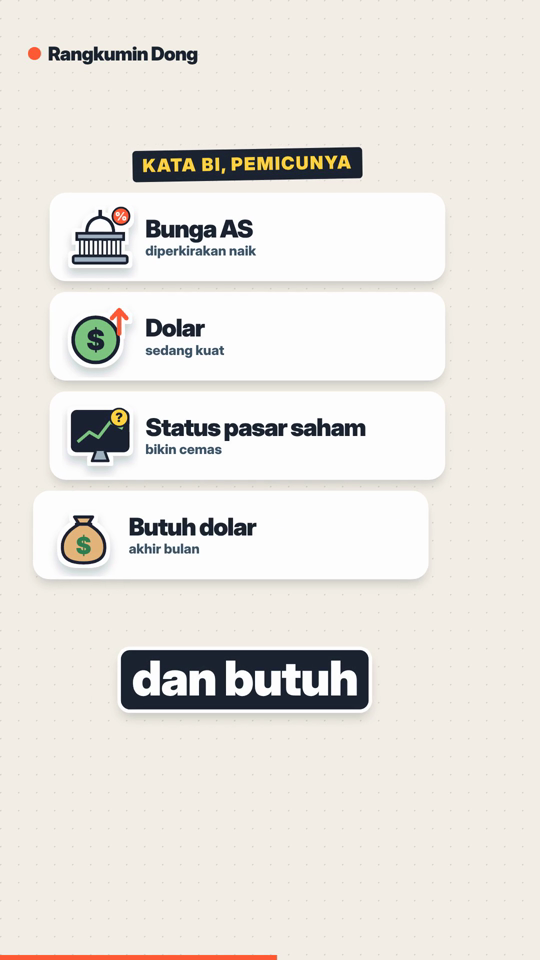 Rangkumin Dong
KATA BI, PEMICUNYA
%
Bunga AS
diperkirakan naik
$
Dolar
sedang kuat
?
Status pasar saham
bikin cemas
$
Butuh dolar
akhir bulan
dan butuh